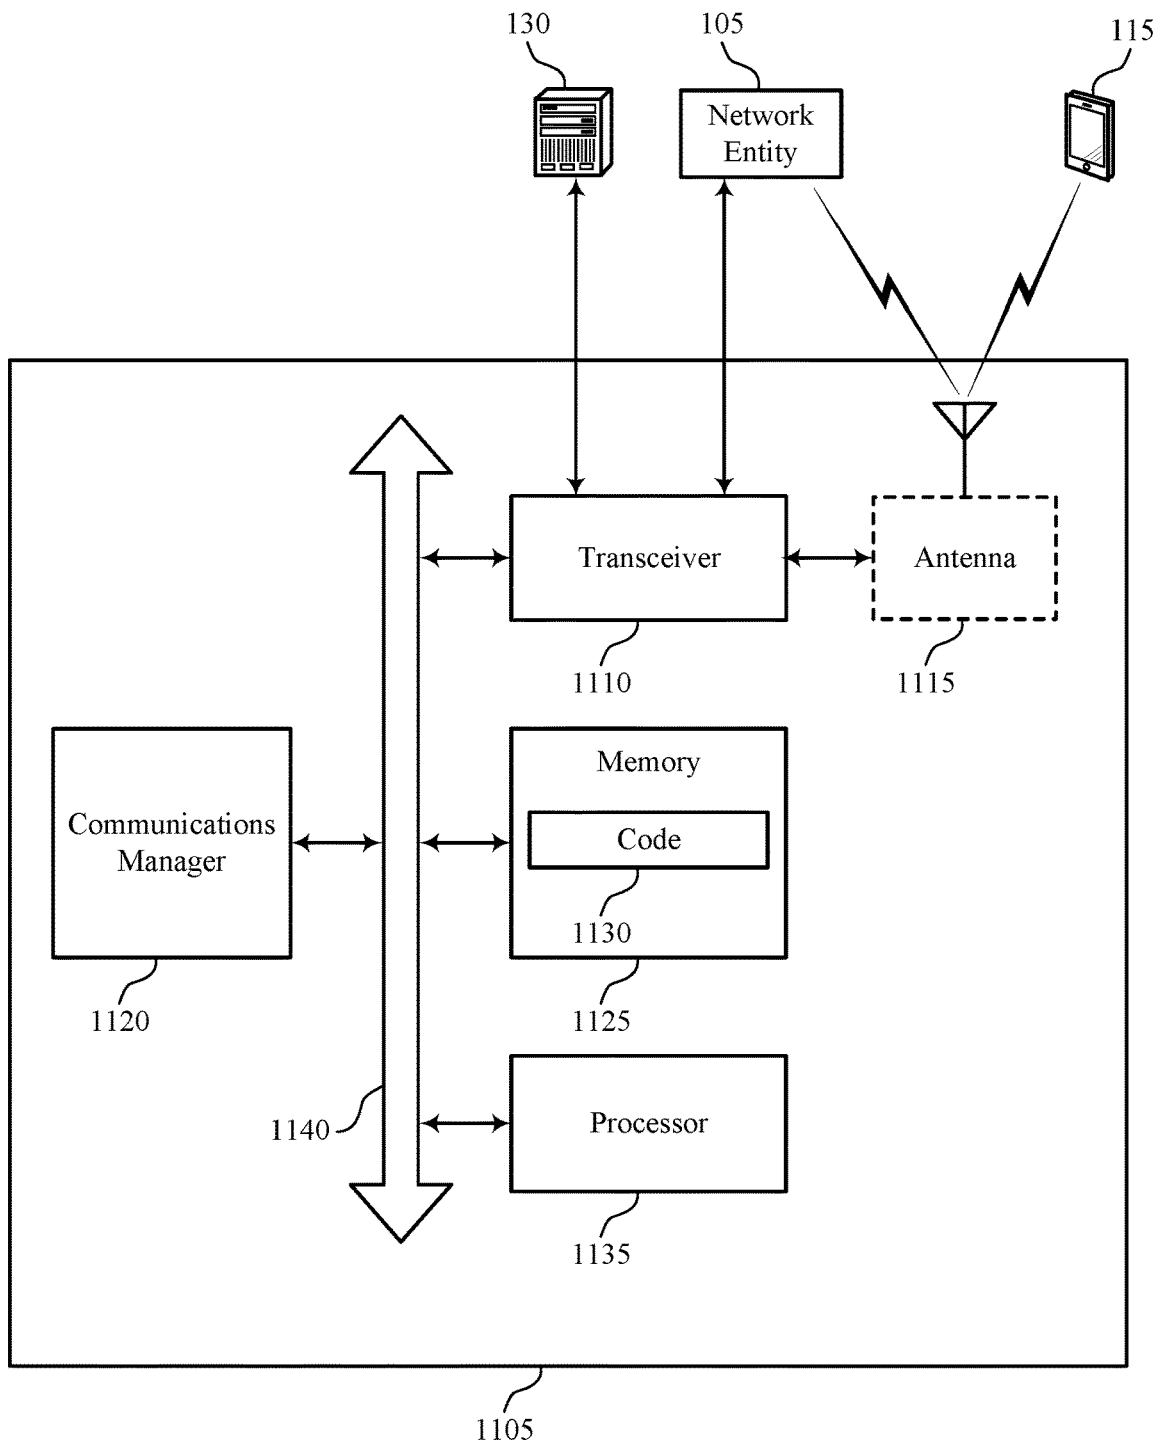 130
105
115
Network
Entity
Transceiver
Antenna
1110
1115
Memory
Communications
Manager
Code
1130
1120
1125
1140
Processor
1135
1105